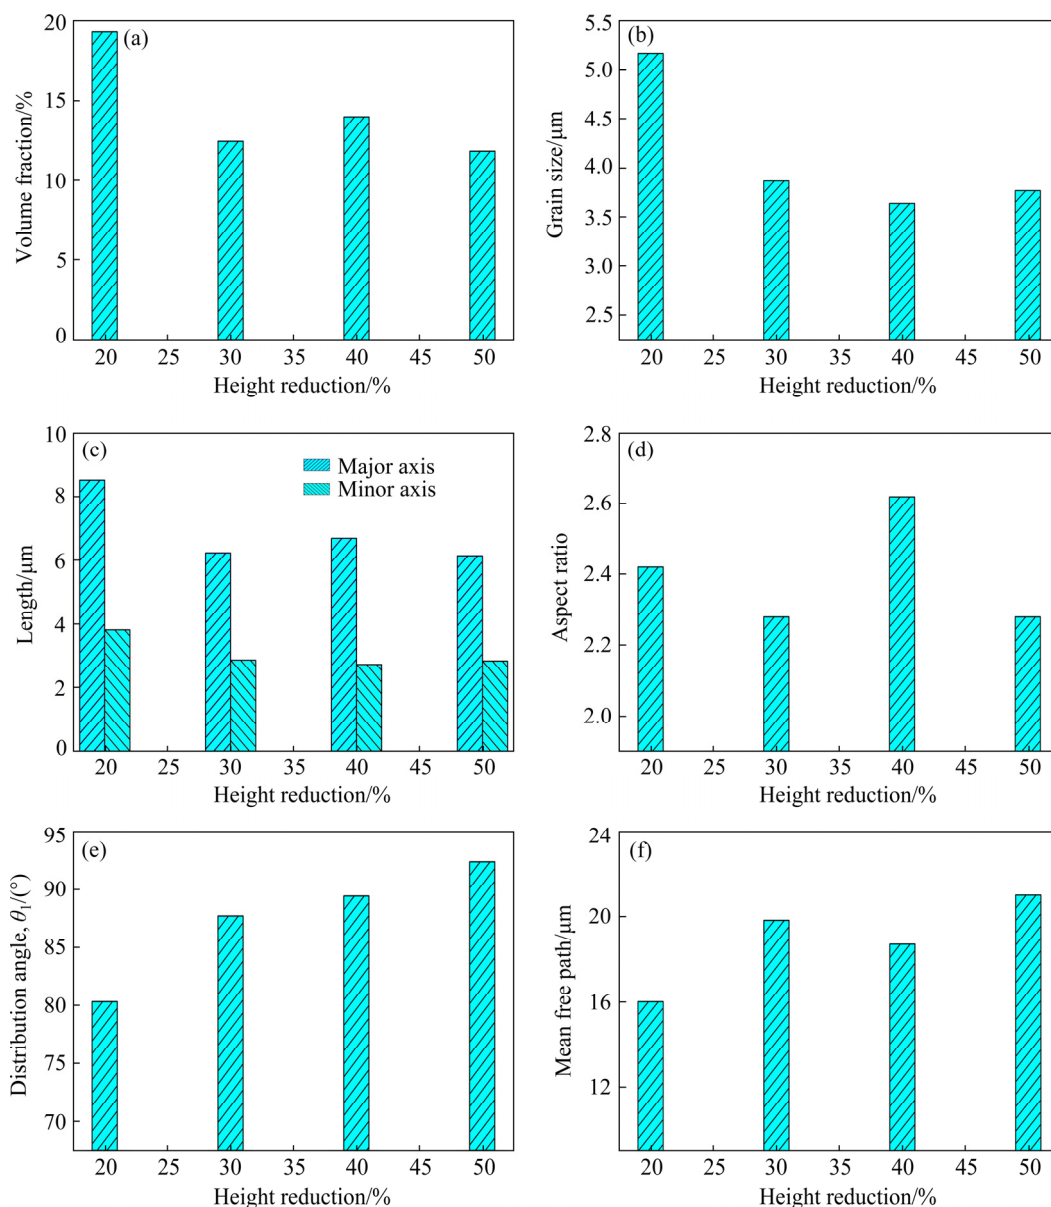 (a)
Volume fraction/%
20
15
10
5
0
20 25 30 35 40 45 50
Height reduction/%
(b)
Grain size/μm
5.5
5.0
4.5
4.0
3.5
3.0
2.5
20 25 30 35 40 45 50
Height reduction/%
(c)
Major axis
Minor axis
Length/μm
10
8
6
4
2
0
20 25 30 35 40 45 50
Height reduction/%
(d)
Aspect ratio
2.8
2.6
2.4
2.2
2.0
20 25 30 35 40 45 50
Height reduction/%
(e)
Distribution angle, θ₁/(°)
95
90
85
80
75
70
20 25 30 35 40 45 50
Height reduction/%
(f)
Mean free path/μm
24
20
16
12
20 25 30 35 40 45 50
Height reduction/%